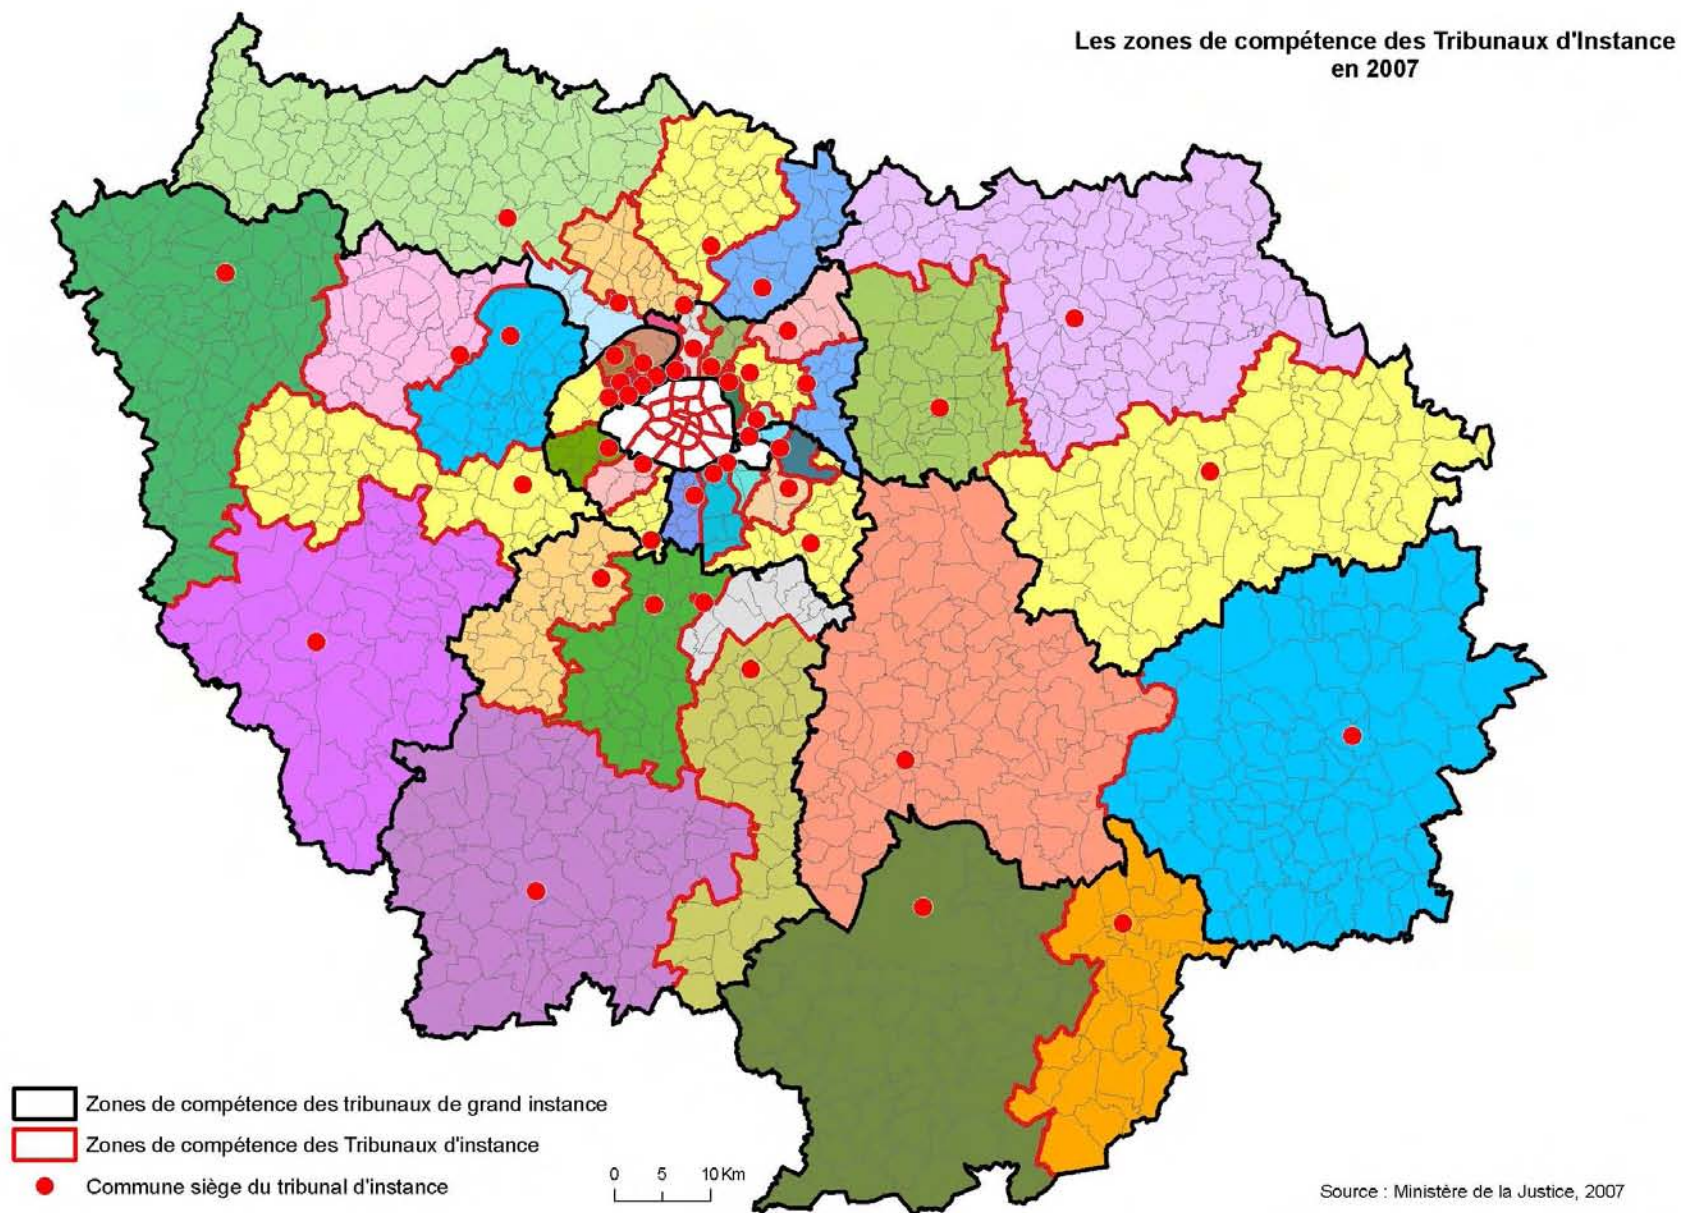 Les zones de compétence des Tribunaux d'Instance
en 2007
Zones de compétence des tribunaux de grand instance
Zones de compétence des Tribunaux d'instance
Commune siège du tribunal d'instance
0 5 10 Km
Source : Ministère de la Justice, 2007